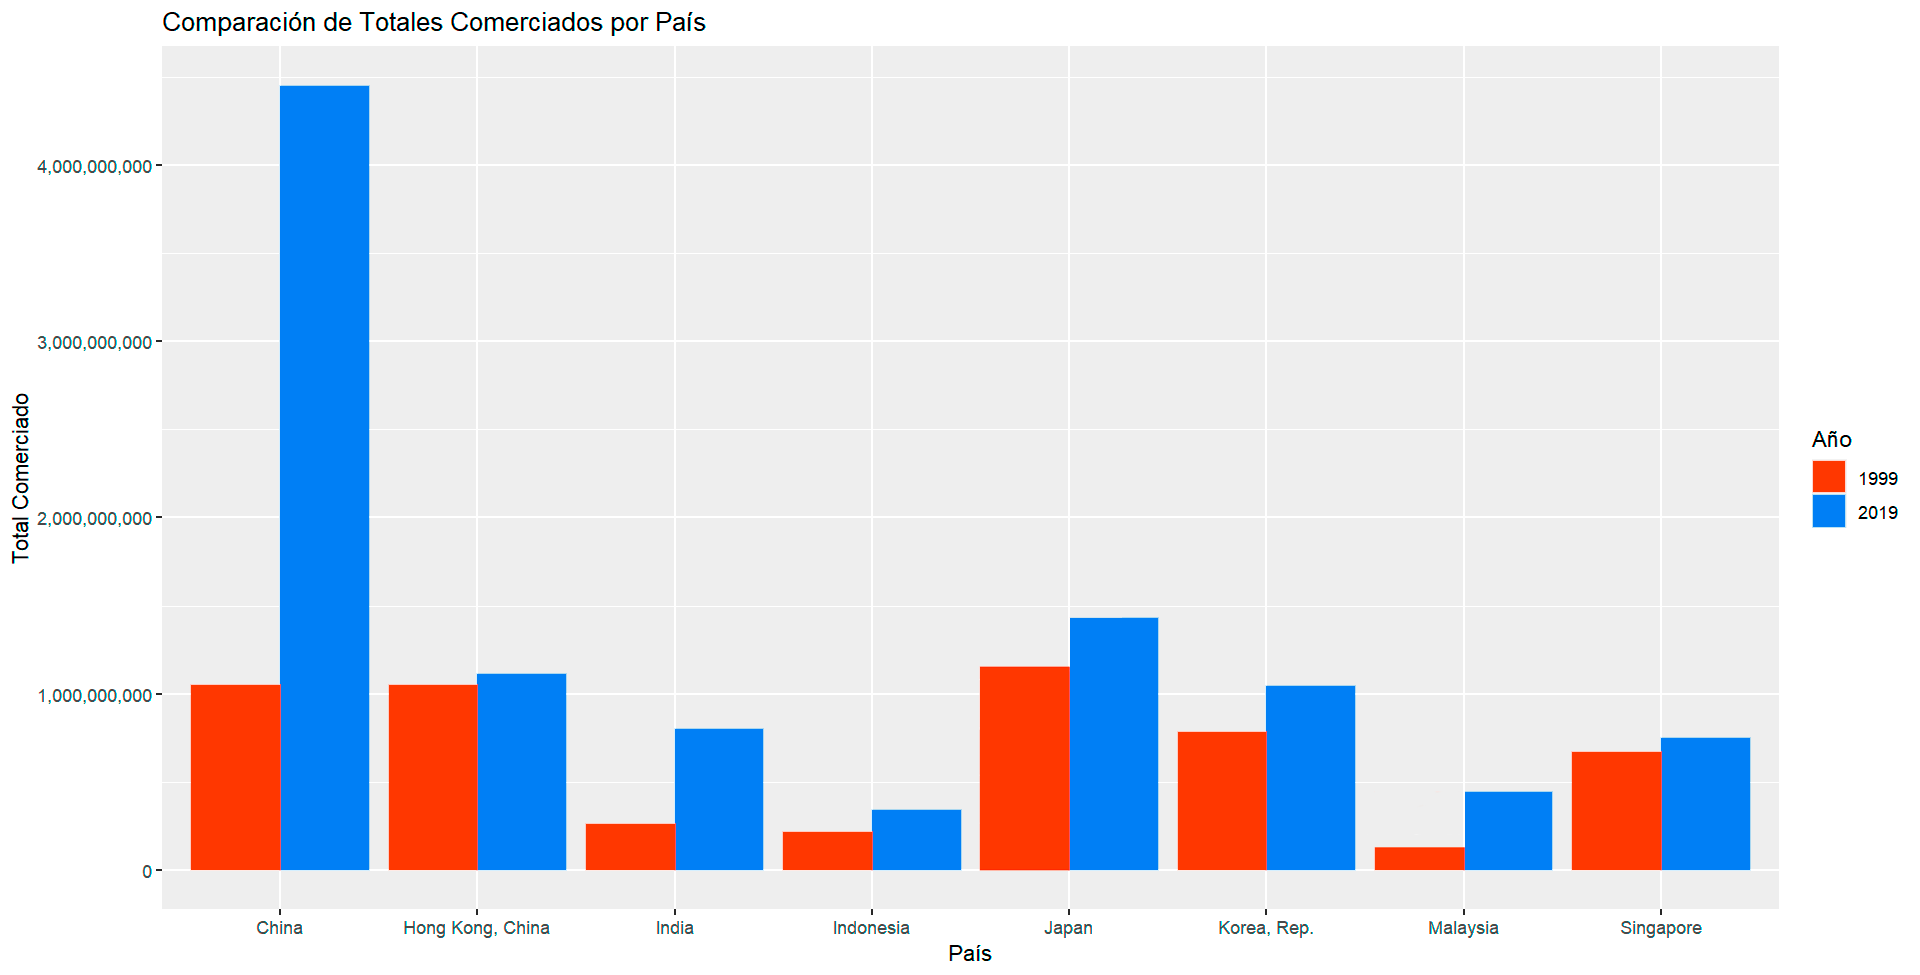 Comparación de Totales Comerciados por País
Total Comerciado
4,000,000,000
3,000,000,000
2,000,000,000
1,000,000,000
0
China
Hong Kong, China
India
Indonesia
Japan
Korea, Rep.
Malaysia
Singapore
País
Año
1999
2019